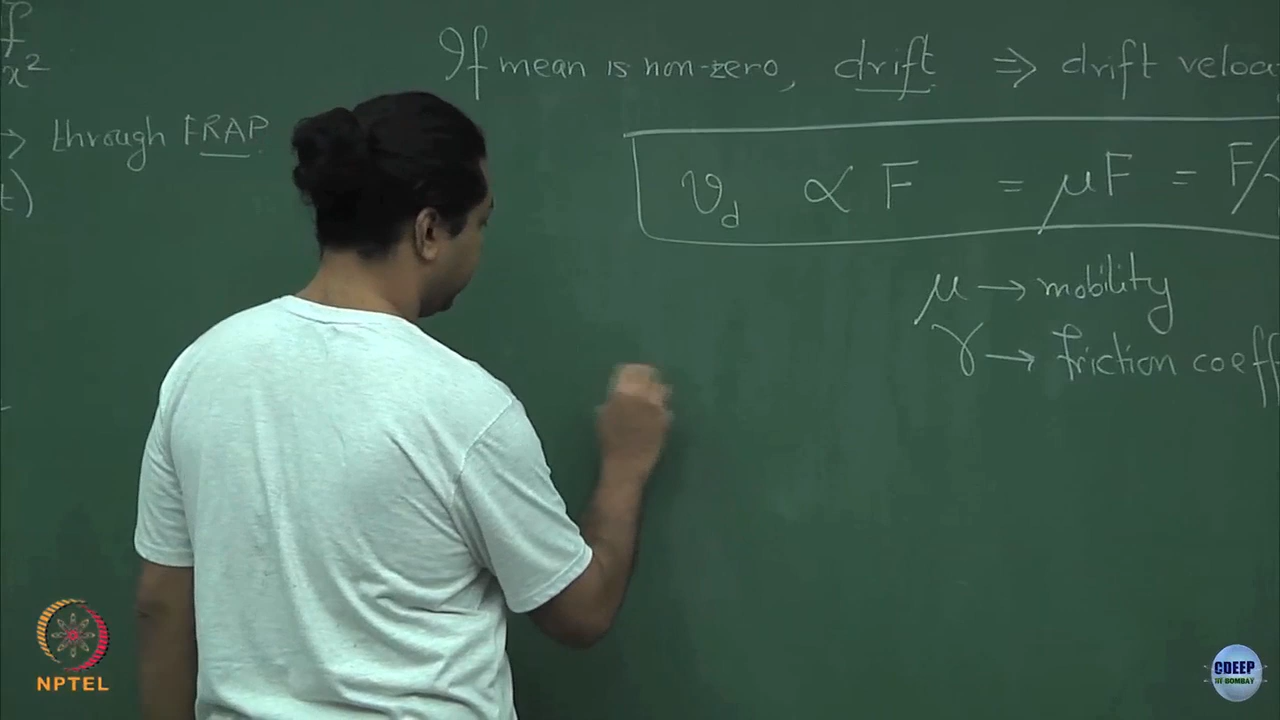 If mean is non-zero, drift ⇒ drift veloc
x²
through FRAP
t)
v_d ∝ F = μF = F/
μ → mobility
γ → friction coeff
NPTEL
CDEEP
IIT BOMBAY